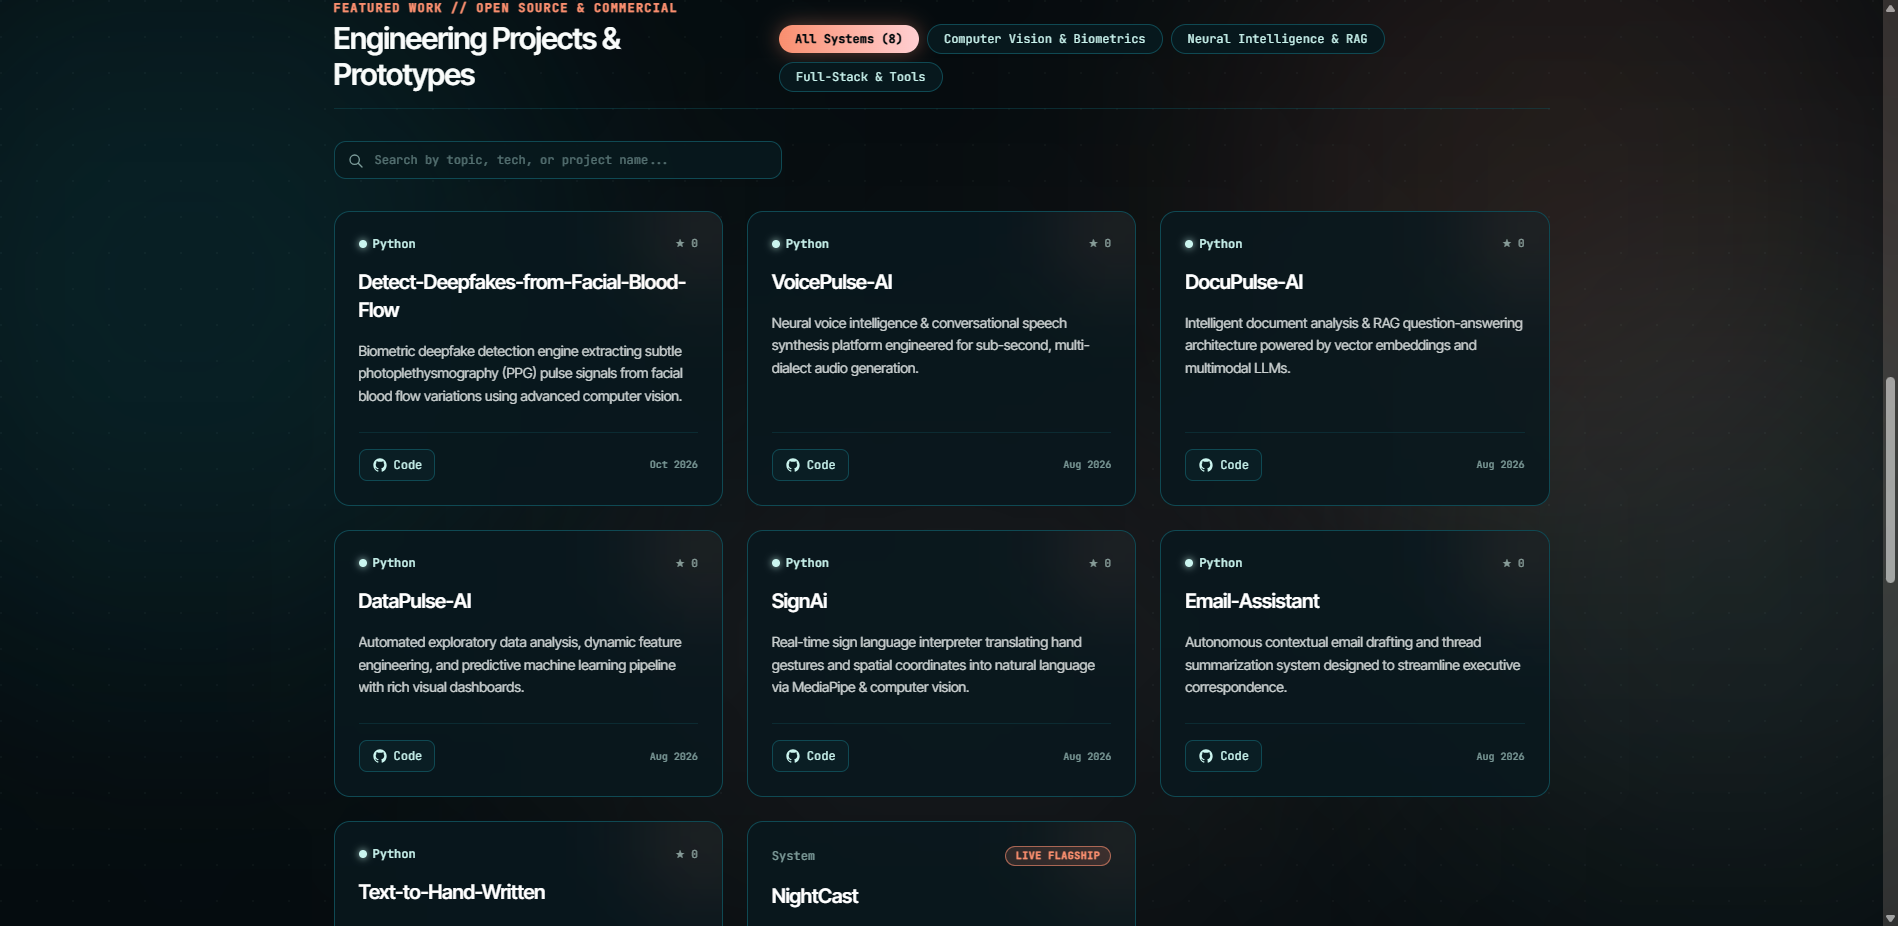 FEATURED WORK // OPEN SOURCE & COMMERCIAL
Engineering Projects &
Prototypes
All Systems (8)
Computer Vision & Biometrics
Neural Intelligence & RAG
Full-Stack & Tools
Search by topic, tech, or project name...
Python
★ 0
Detect-Deepfakes-from-Facial-Blood-
Flow
Biometric deepfake detection engine extracting subtle
photoplethysmography (PPG) pulse signals from facial
blood flow variations using advanced computer vision.
Code
Oct 2026
Python
★ 0
VoicePulse-AI
Neural voice intelligence & conversational speech
synthesis platform engineered for sub-second, multi-
dialect audio generation.
Code
Aug 2026
Python
★ 0
DocuPulse-AI
Intelligent document analysis & RAG question-answering
architecture powered by vector embeddings and
multimodal LLMs.
Code
Aug 2026
Python
★ 0
DataPulse-AI
Automated exploratory data analysis, dynamic feature
engineering, and predictive machine learning pipeline
with rich visual dashboards.
Code
Aug 2026
Python
★ 0
SignAi
Real-time sign language interpreter translating hand
gestures and spatial coordinates into natural language
via MediaPipe & computer vision.
Code
Aug 2026
Python
★ 0
Email-Assistant
Autonomous contextual email drafting and thread
summarization system designed to streamline executive
correspondence.
Code
Aug 2026
Python
★ 0
Text-to-Hand-Written
System
LIVE FLAGSHIP
NightCast